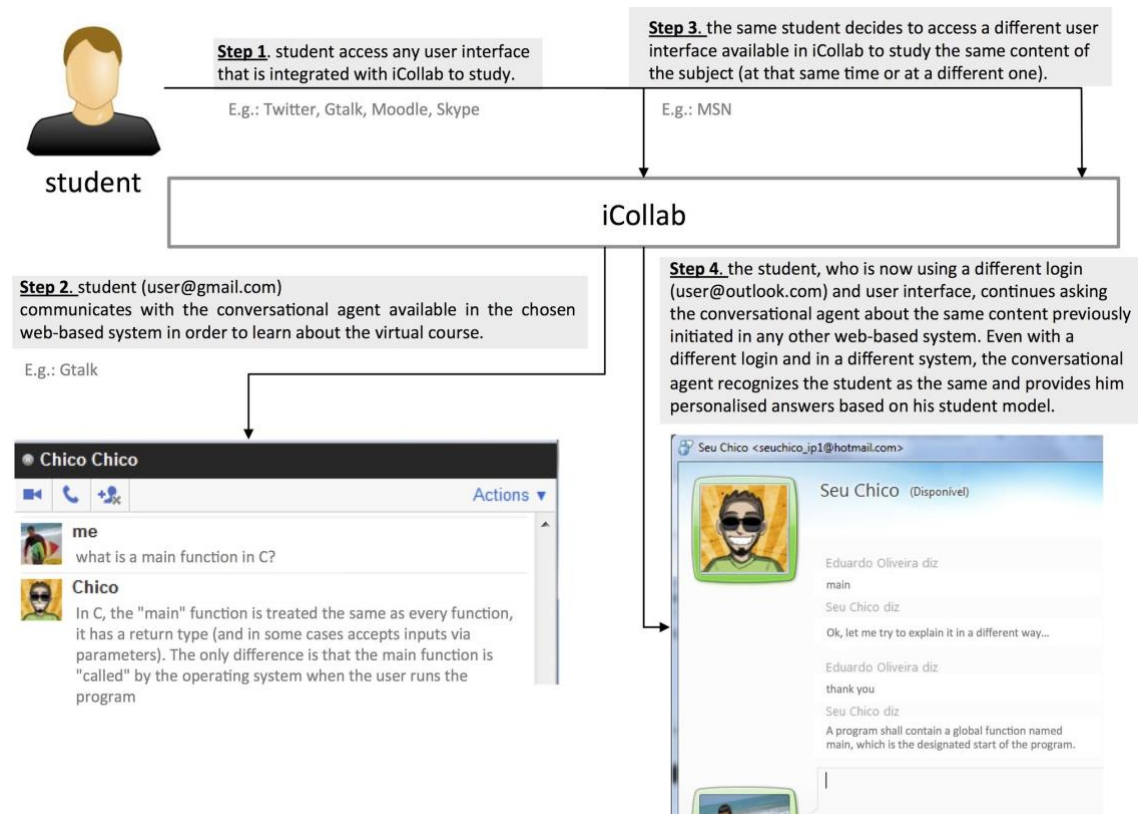 Step 1. student access any user interface
that is integrated with iCollab to study.
E.g.: Twitter, Gtalk, Moodle, Skype
Step 3. the same student decides to access a different user
interface available in iCollab to study the same content of
the subject (at that same time or at a different one).
E.g.: MSN
student
iCollab
Step 2. student (user@gmail.com)
communicates with the conversational agent available in the chosen
web-based system in order to learn about the virtual course.
E.g.: Gtalk
Step 4. the student, who is now using a different login
(user@outlook.com) and user interface, continues asking
the conversational agent about the same content previously
initiated in any other web-based system. Even with a
different login and in a different system, the conversational
agent recognizes the student as the same and provides him
personalised answers based on his student model.
Chico Chico
Actions
me
what is a main function in C?
Chico
In C, the "main" function is treated the same as every function,
it has a return type (and in some cases accepts inputs via
parameters). The only difference is that the main function is
"called" by the operating system when the user runs the
program
Seu Chico <seuchico_ip1@hotmail.com>
Seu Chico (Disponível)
Eduardo Oliveira diz
main
Seu Chico diz
Ok, let me try to explain it in a different way...
Eduardo Oliveira diz
thank you
Seu Chico diz
A program shall contain a global function named
main, which is the designated start of the program.